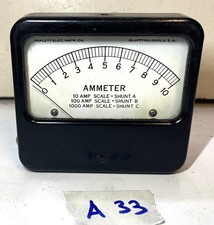 TRIPLETT ELEC. INSTR. CO.
BLUFFTON, OHIO, U.S.A.
0 1 2 3 4 5 6 7 8 9 10
AMMETER
10 AMP SCALE - SHUNT A
100 AMP SCALE - SHUNT B
1000 AMP SCALE - SHUNT C
A 33